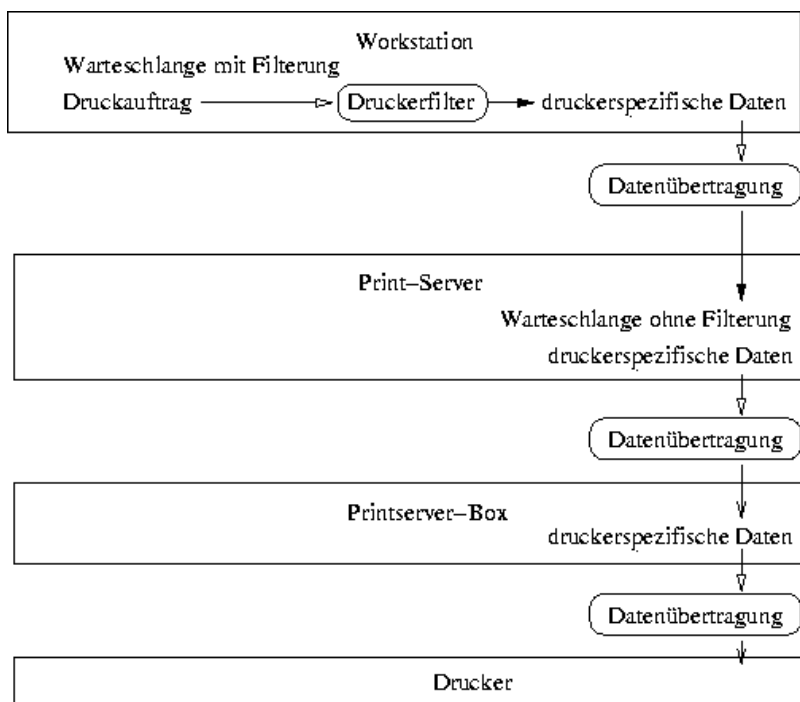 Workstation
Warteschlange mit Filterung
Druckauftrag Druckerfilter druckerspezifische Daten
Datenübertragung
Print–Server
Warteschlange ohne Filterung
druckerspezifische Daten
Datenübertragung
Printserver–Box
druckerspezifische Daten
Datenübertragung
Drucker